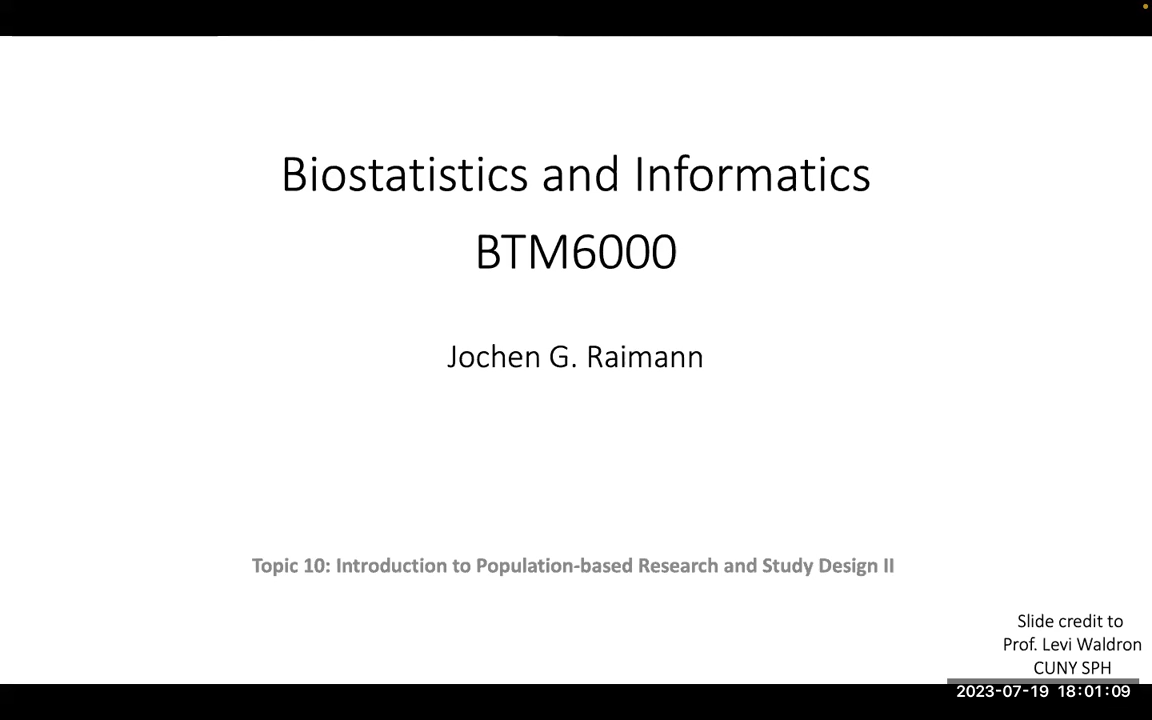 Biostatistics and Informatics
BTM6000
Jochen G. Raimann
Topic 10: Introduction to Population-based Research and Study Design II
Slide credit to
Prof. Levi Waldron
CUNY SPH
2023-07-19 18:01:09